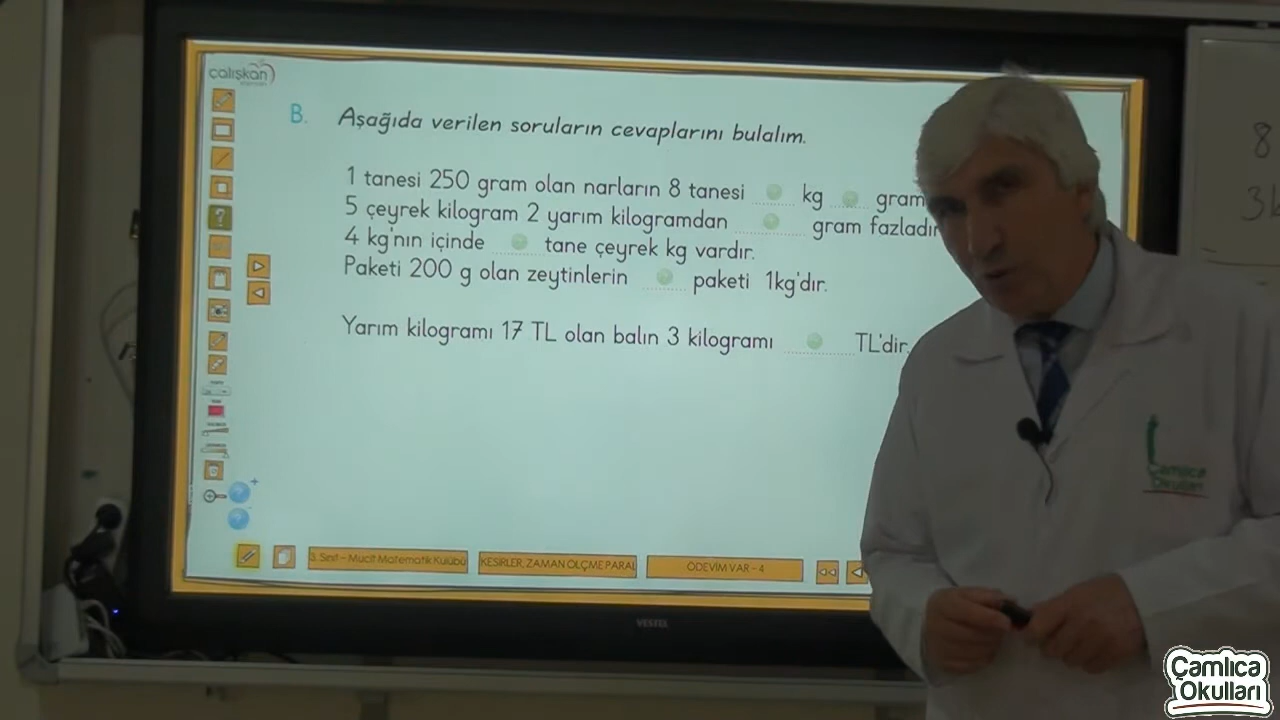 çalışkan
B. Aşağıda verilen soruların cevaplarını bulalım.
1 tanesi 250 gram olan narların 8 tanesi ........ kg ........ gram
5 çeyrek kilogram 2 yarım kilogramdan ........ gram fazladır
4 kg'nın içinde ........ tane çeyrek kg vardır.
Paketi 200 g olan zeytinlerin ........ paketi 1kg'dır.
Yarım kilogramı 17 TL olan balın 3 kilogramı ........ TL'dir.
3. Sınıf - Mucit Matematik Kulübü
KESİRLER, ZAMAN ÖLÇME PARAL
ÖDEVİM VAR - 4
VESTEL
8
3
Çamlıca
Okulları
Çamlıca
Okulları